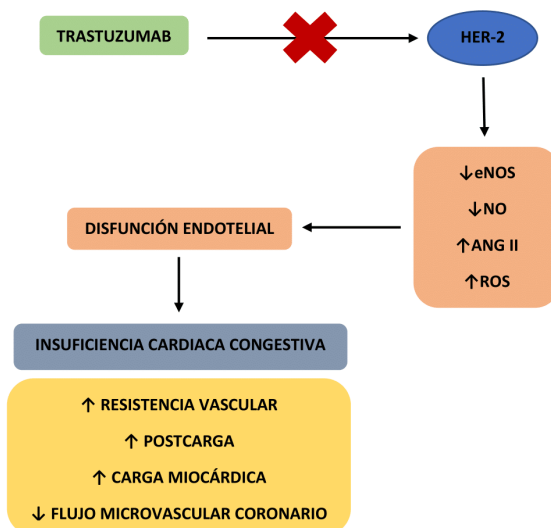 TRASTUZUMAB
HER-2
↓eNOS
↓NO
↑ANG II
↑ROS
DISFUNCIÓN ENDOTELIAL
INSUFICIENCIA CARDIACA CONGESTIVA
↑ RESISTENCIA VASCULAR
↑ POSTCARGA
↑ CARGA MIOCÁRDICA
↓ FLUJO MICROVASCULAR CORONARIO